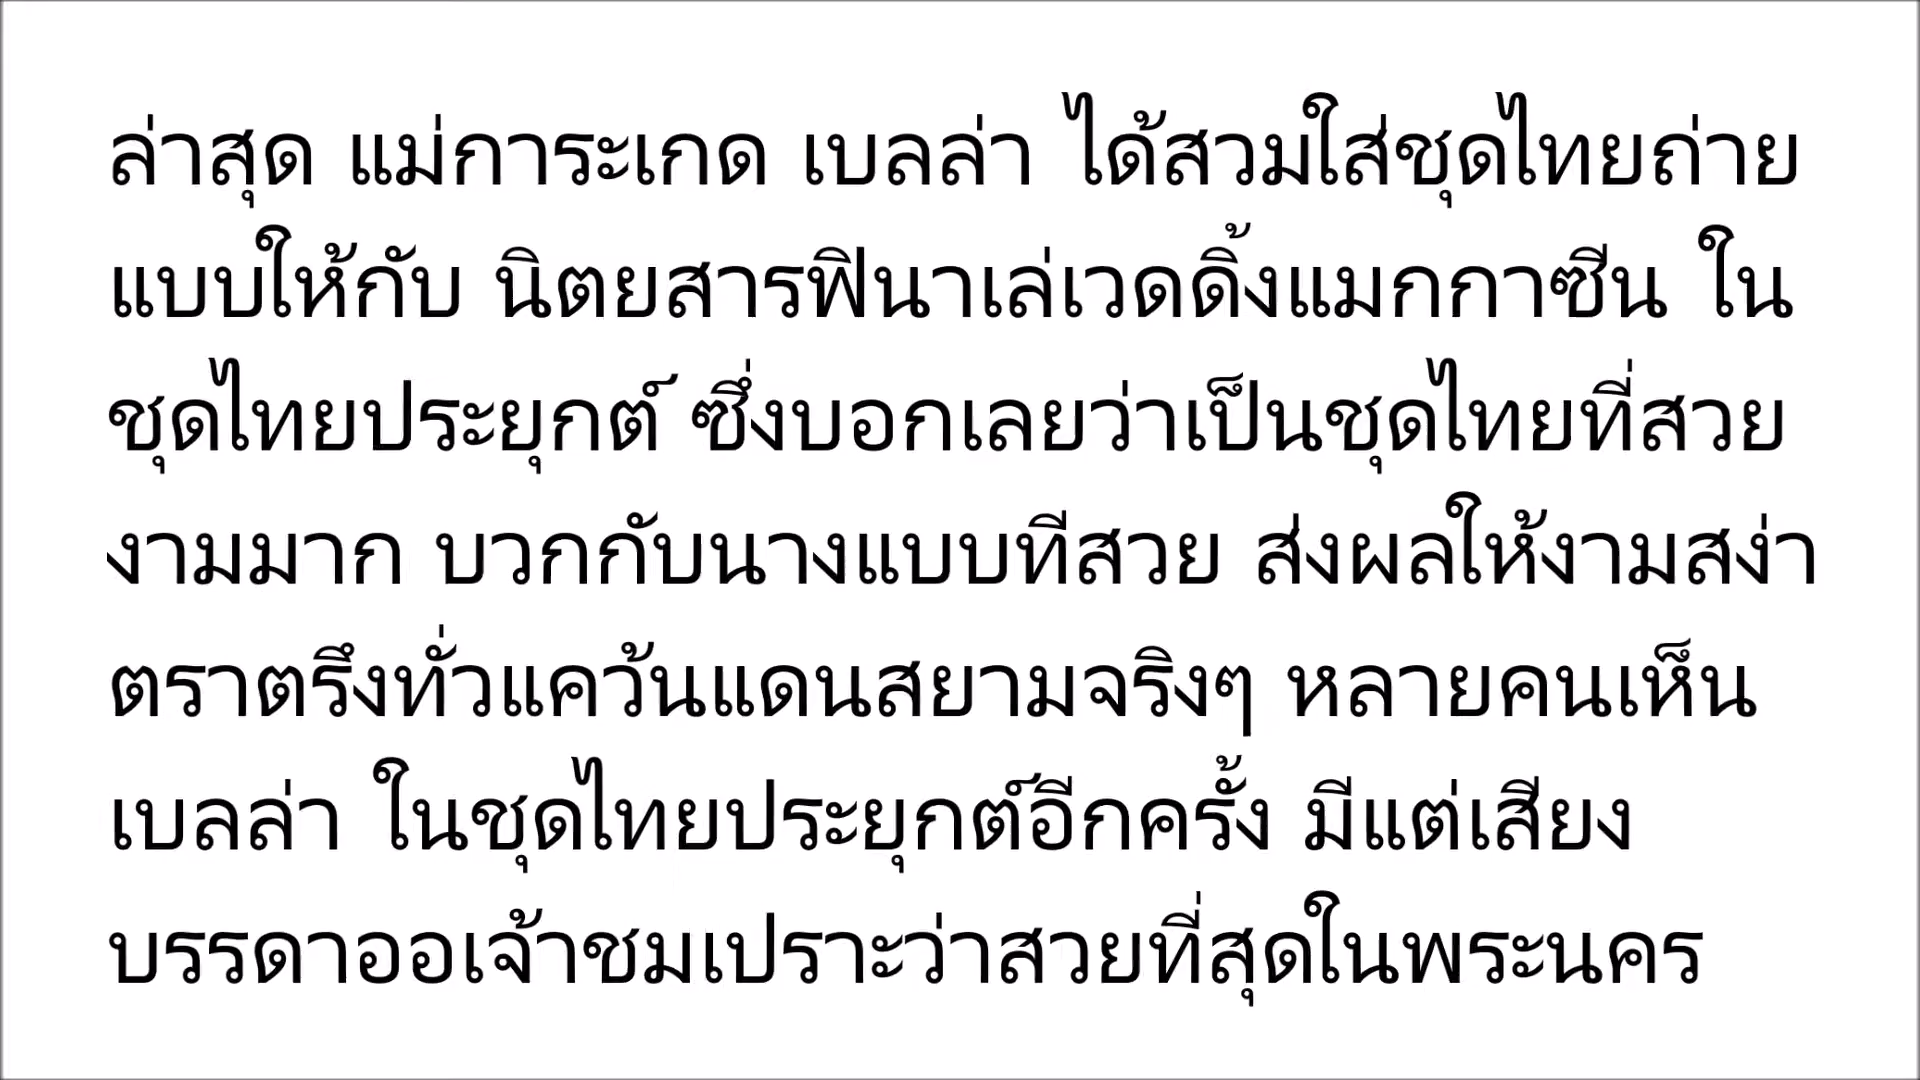 ล่าสุด แม่การะเกด เบลล่า ได้สวมใส่ชุดไทยถ่าย
แบบให้กับ นิตยสารฟินาเล่เวดดิ้งแมกกาซีน ใน
ชุดไทยประยุกต์ ซึ่งบอกเลยว่าเป็นชุดไทยที่สวย
งามมาก บวกกับนางแบบทีสวย ส่งผลให้งามสง่า
ตราตรึงทั่วแคว้นแดนสยามจริงๆ หลายคนเห็น
เบลล่า ในชุดไทยประยุกต์อีกครั้ง มีแต่เสียง
บรรดาออเจ้าชมเปราะว่าสวยที่สุดในพระนคร